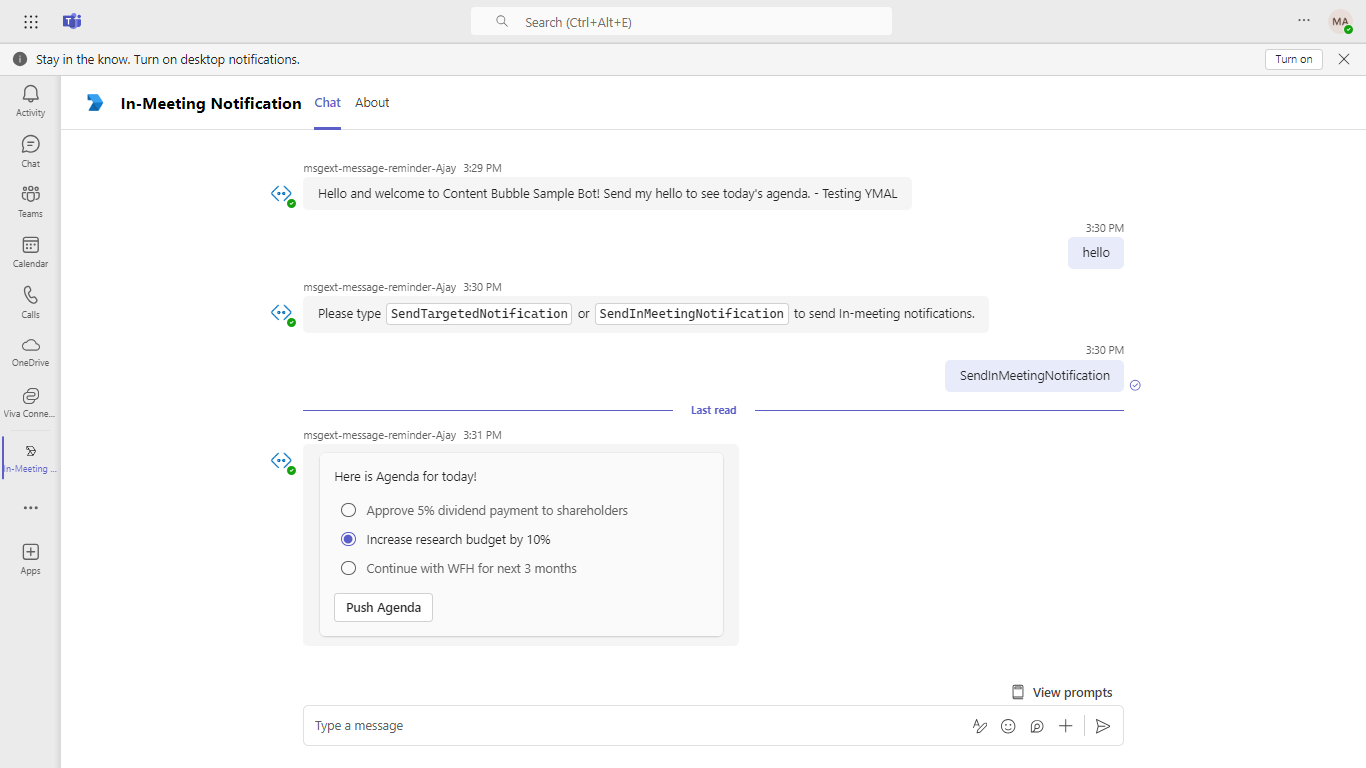 Search (Ctrl+Alt+E)
MA
Stay in the know. Turn on desktop notifications.
Turn on
Activity
Chat
Teams
Calendar
Calls
OneDrive
Viva Conne...
In-Meeting ...
Apps
In-Meeting Notification
Chat
About
msgext-message-reminder-Ajay 3:29 PM
Hello and welcome to Content Bubble Sample Bot! Send my hello to see today's agenda. - Testing YMAL
3:30 PM
hello
msgext-message-reminder-Ajay 3:30 PM
Please type SendTargetedNotification or SendInMeetingNotification to send In-meeting notifications.
3:30 PM
SendInMeetingNotification
Last read
msgext-message-reminder-Ajay 3:31 PM
Here is Agenda for today!
Approve 5% dividend payment to shareholders
Increase research budget by 10%
Continue with WFH for next 3 months
Push Agenda
View prompts
Type a message